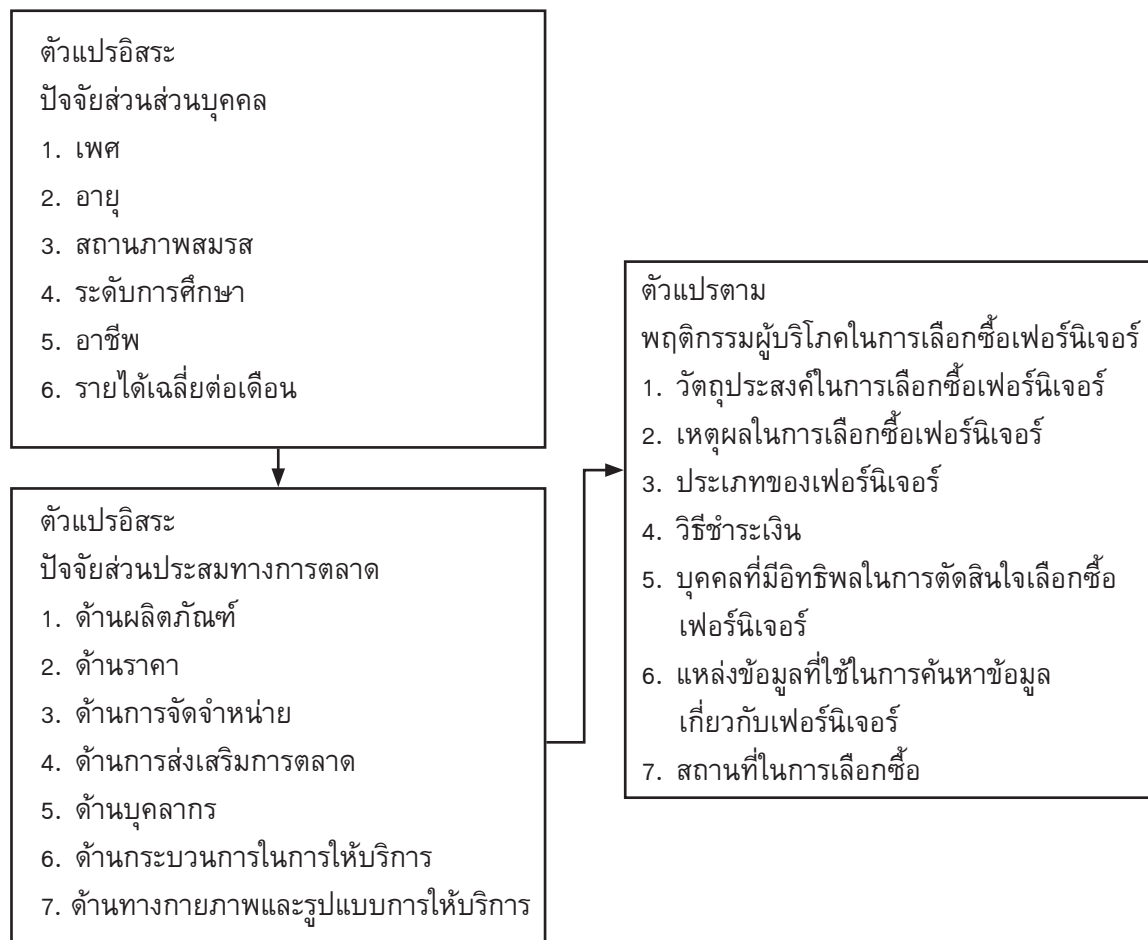 ตัวแปรอิสระ
ปัจจัยส่วนส่วนบุคคล
1. เพศ
2. อายุ
3. สถานภาพสมรส
4. ระดับการศึกษา
5. อาชีพ
6. รายได้เฉลี่ยต่อเดือน
ตัวแปรอิสระ
ปัจจัยส่วนประสมทางการตลาด
1. ด้านผลิตภัณฑ์
2. ด้านราคา
3. ด้านการจัดจำหน่าย
4. ด้านการส่งเสริมการตลาด
5. ด้านบุคลากร
6. ด้านกระบวนการในการให้บริการ
7. ด้านทางกายภาพและรูปแบบการให้บริการ
ตัวแปรตาม
พฤติกรรมผู้บริโภคในการเลือกซื้อเฟอร์นิเจอร์
1. วัตถุประสงค์ในการเลือกซื้อเฟอร์นิเจอร์
2. เหตุผลในการเลือกซื้อเฟอร์นิเจอร์
3. ประเภทของเฟอร์นิเจอร์
4. วิธีชำระเงิน
5. บุคคลที่มีอิทธิพลในการตัดสินใจเลือกซื้อ
เฟอร์นิเจอร์
6. แหล่งข้อมูลที่ใช้ในการค้นหาข้อมูล
เกี่ยวกับเฟอร์นิเจอร์
7. สถานที่ในการเลือกซื้อ